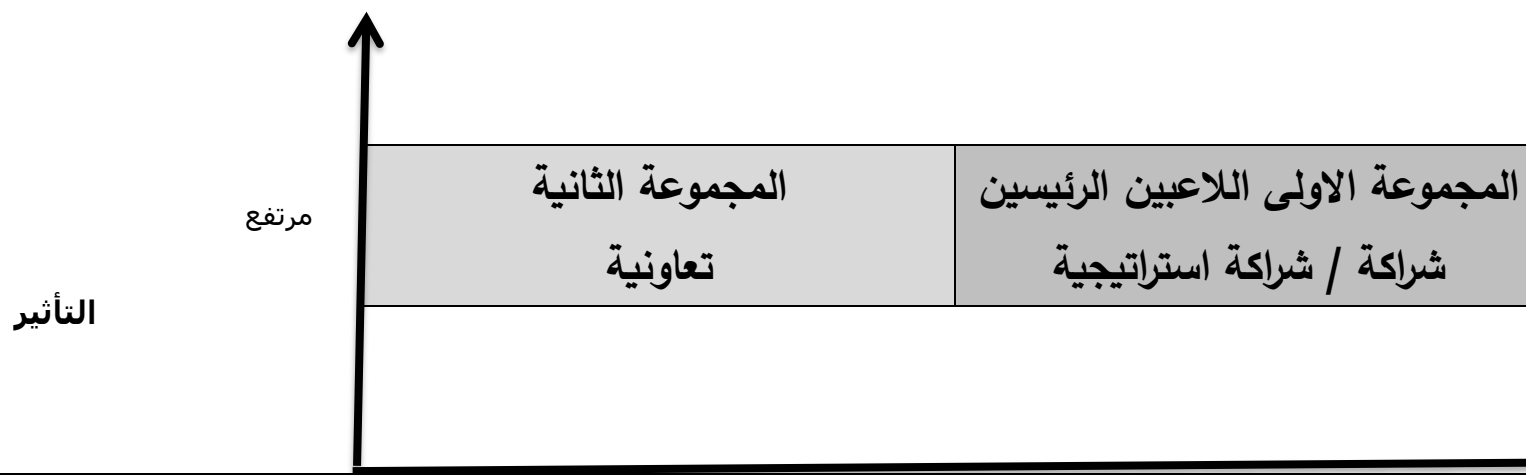 المجموعة الاولى اللاعبين الرئيسين
شراكة / شراكة استراتيجية
المجموعة الثانية
تعاونية
مرتفع
التأثير